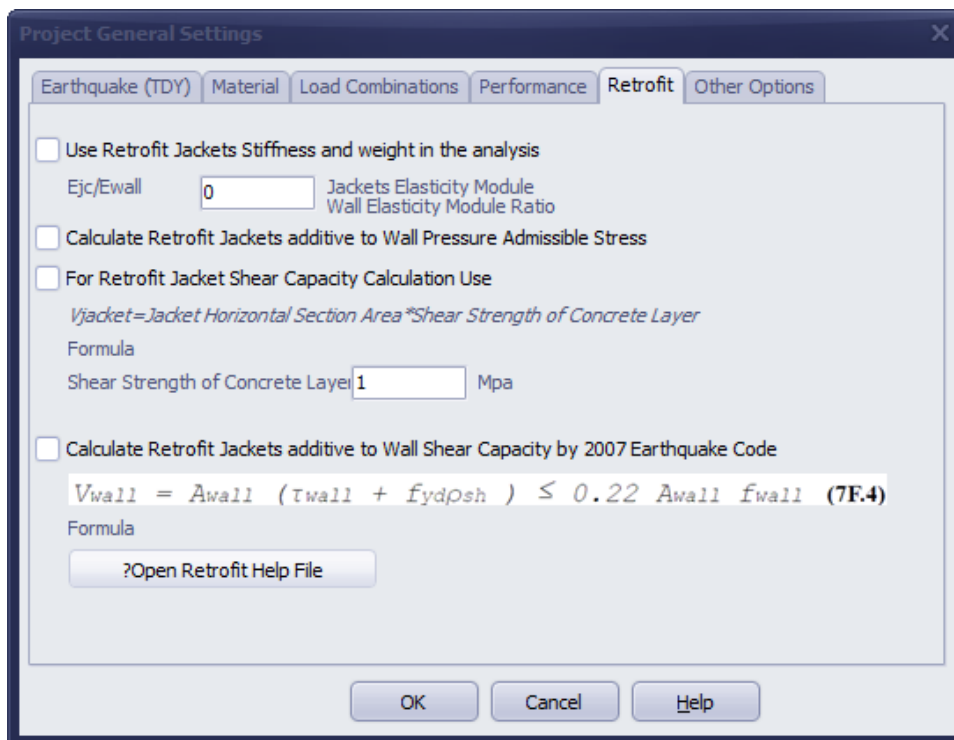 Project General Settings
Earthquake (TDY) Material Load Combinations Performance Retrofit Other Options
Use Retrofit Jackets Stiffness and weight in the analysis
Ejc/Ewall 0 Jackets Elasticity Module
Wall Elasticity Module Ratio
Calculate Retrofit Jackets additive to Wall Pressure Admissible Stress
For Retrofit Jacket Shear Capacity Calculation Use
Vjacket=Jacket Horizontal Section Area*Shear Strength of Concrete Layer
Formula
Shear Strength of Concrete Layer 1 Mpa
Calculate Retrofit Jackets additive to Wall Shear Capacity by 2007 Earthquake Code
Vwall = Awall (τwall + fydρsh ) ≤ 0.22 Awall fwall (7F.4)
Formula
?Open Retrofit Help File
OK Cancel Help